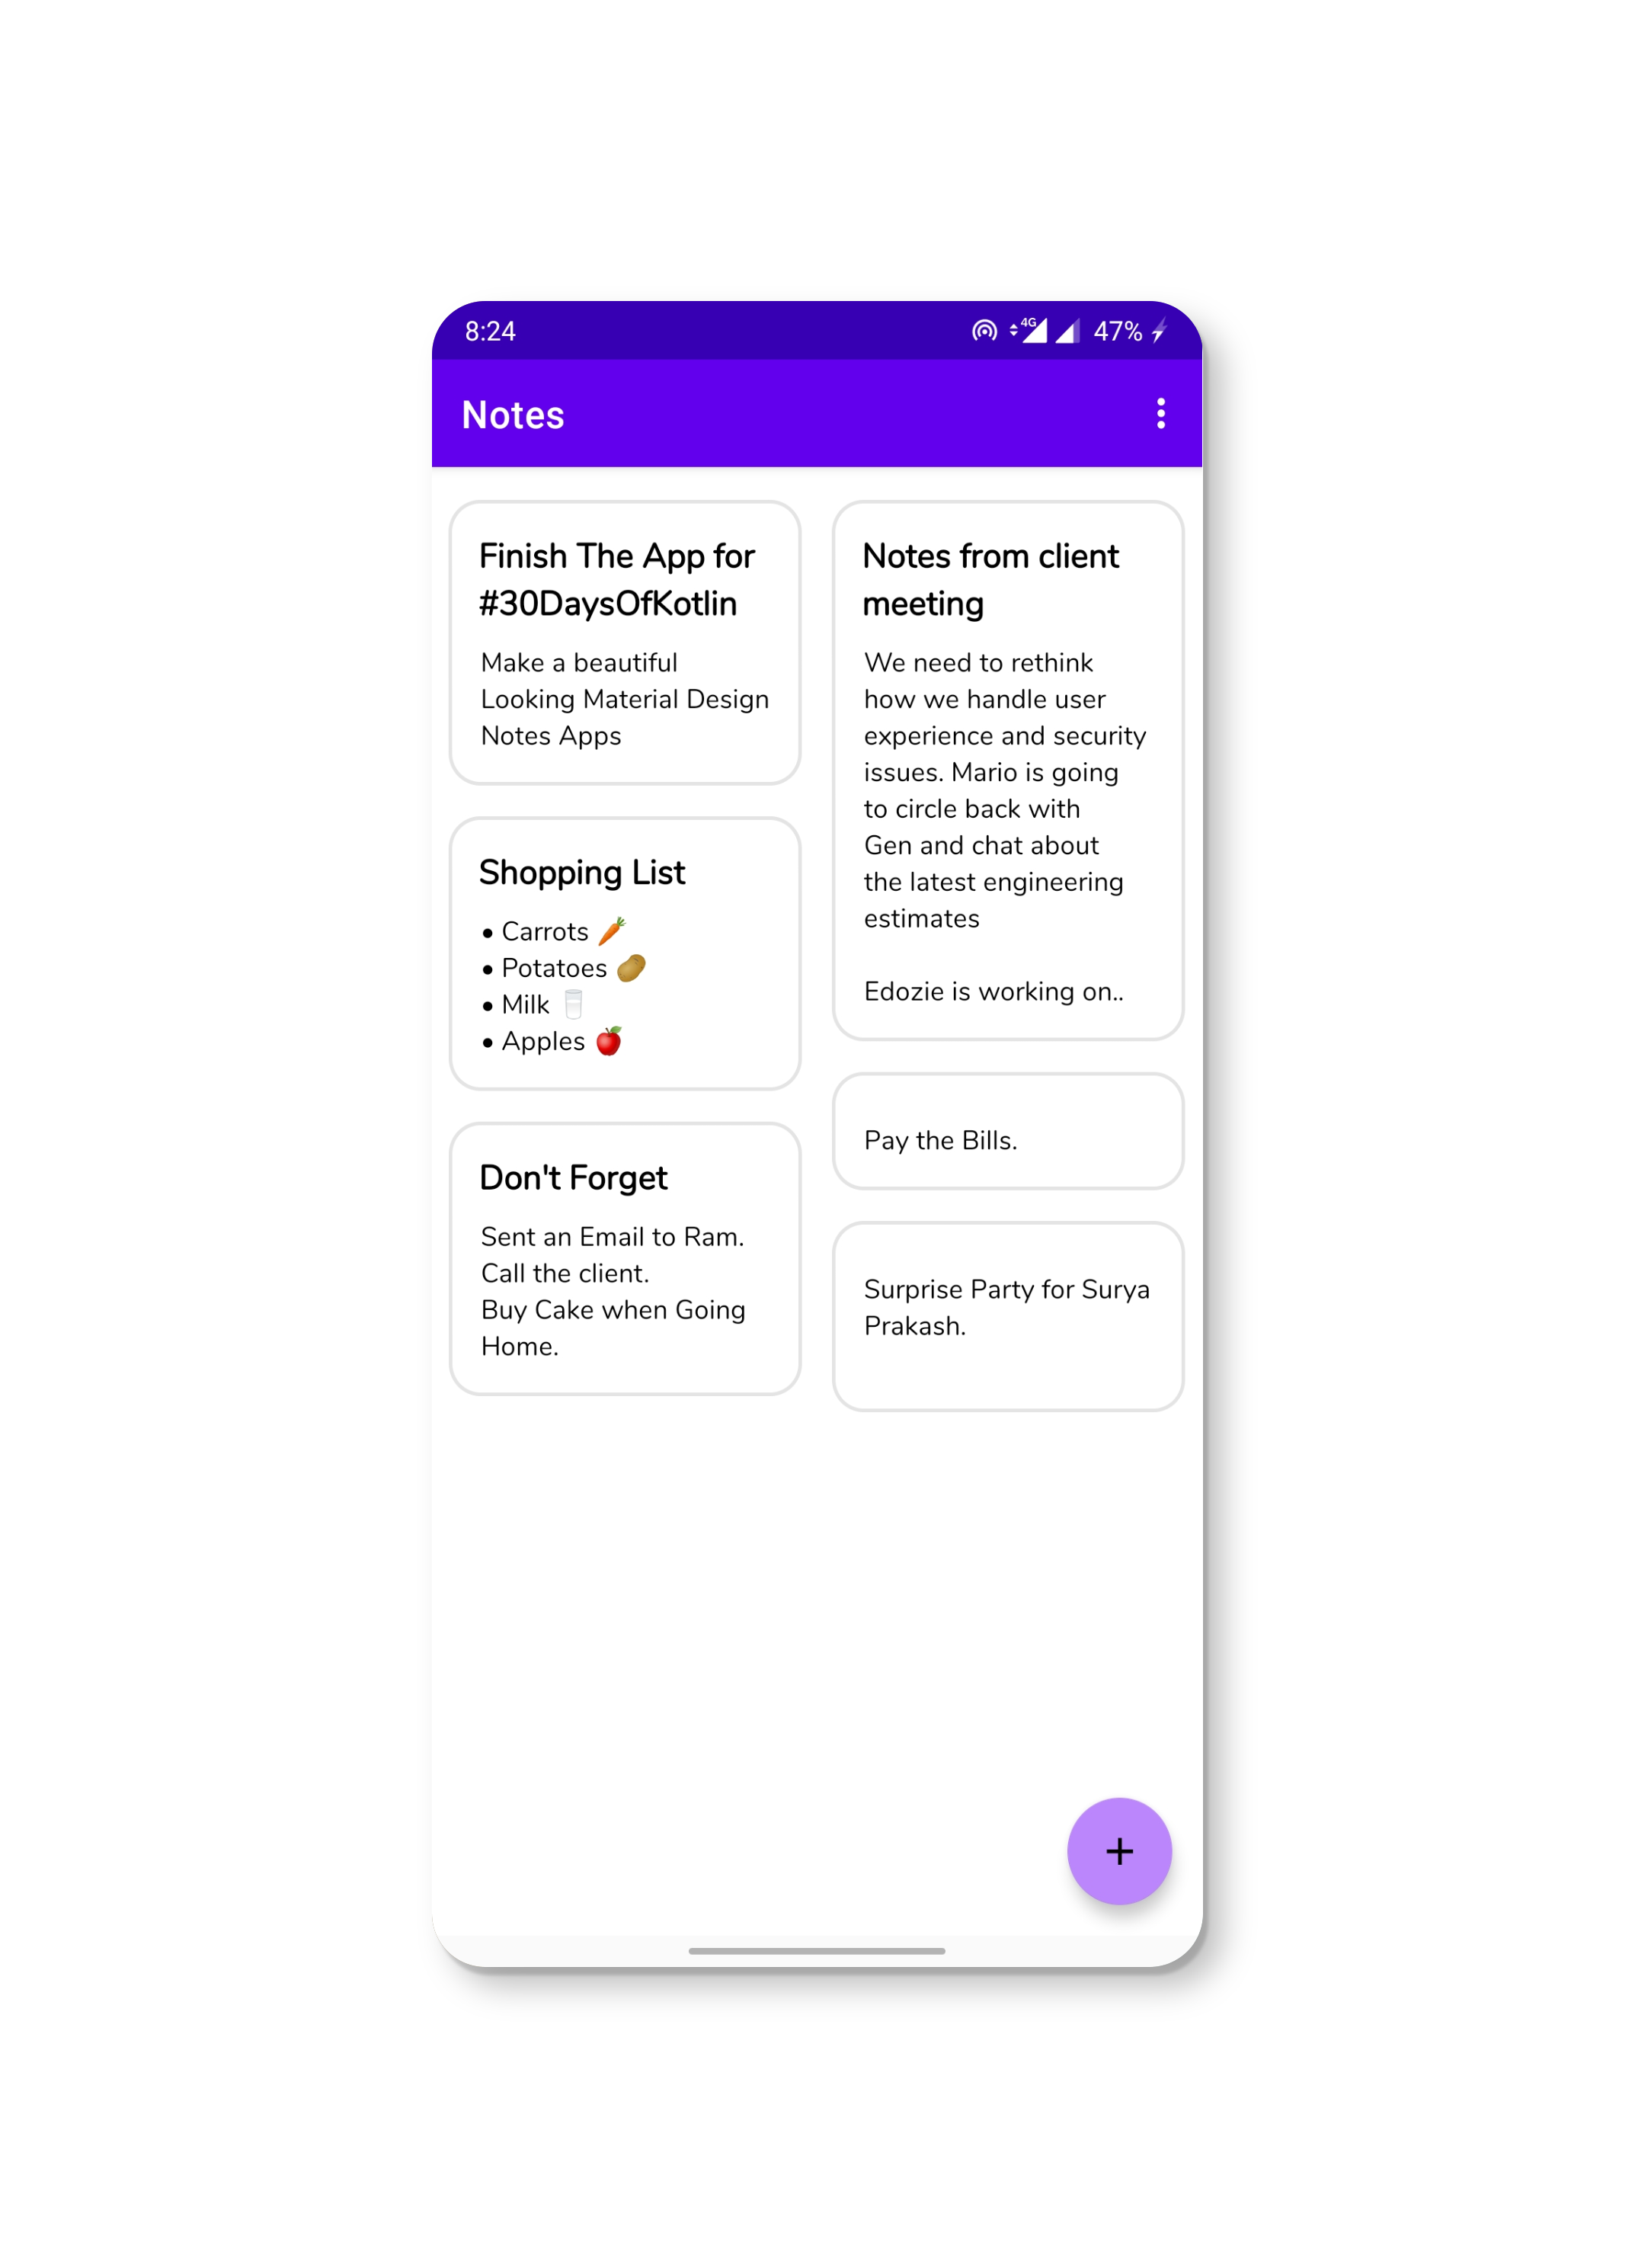 8:24
4G
47%
Notes
Finish The App for
#30DaysOfKotlin
Make a beautiful
Looking Material Design
Notes Apps
Shopping List
• Carrots 🥕
• Potatoes 🥔
• Milk 🥛
• Apples 🍎
Don't Forget
Sent an Email to Ram.
Call the client.
Buy Cake when Going
Home.
Notes from client
meeting
We need to rethink
how we handle user
experience and security
issues. Mario is going
to circle back with
Gen and chat about
the latest engineering
estimates
Edozie is working on..
Pay the Bills.
Surprise Party for Surya
Prakash.
+